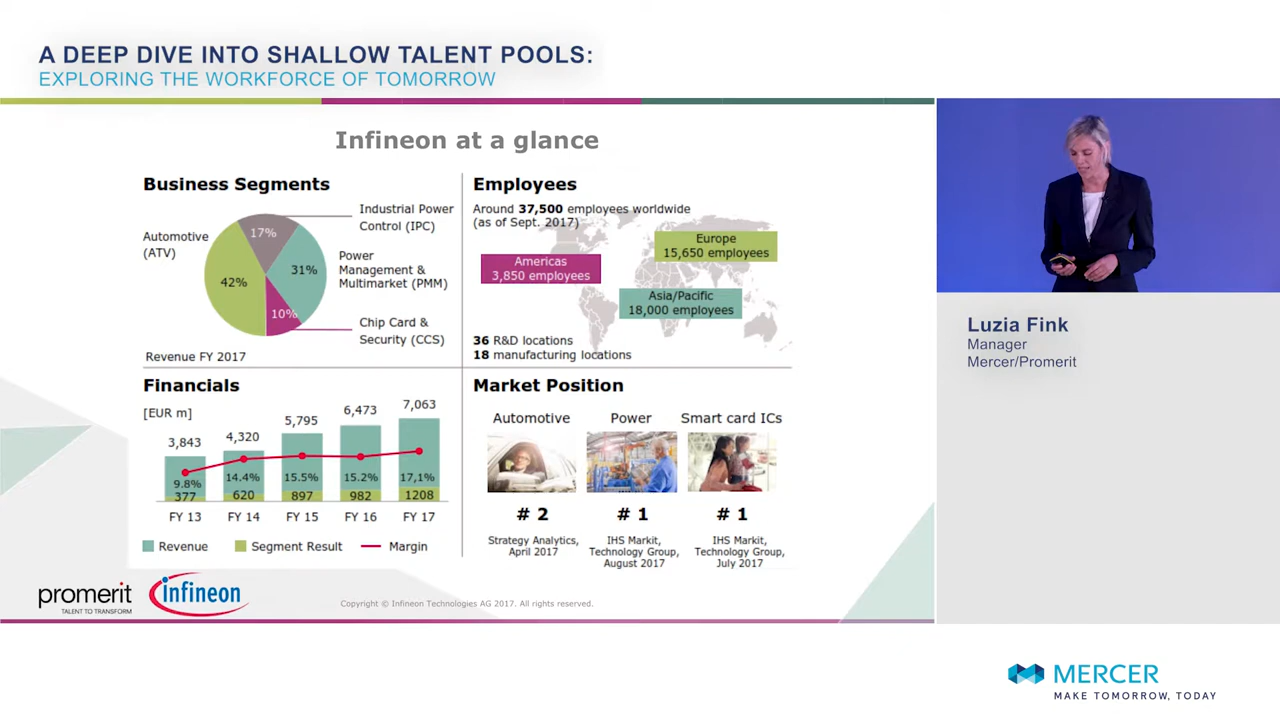 A DEEP DIVE INTO SHALLOW TALENT POOLS:
EXPLORING THE WORKFORCE OF TOMORROW
Infineon at a glance
Business Segments
Automotive
(ATV)
17%
31%
42%
10%
Industrial Power
Control (IPC)
Power
Management &
Multimarket (PMM)
Chip Card &
Security (CCS)
Revenue FY 2017
Employees
Around 37,500 employees worldwide
(as of Sept. 2017)
Europe
15,650 employees
Americas
3,850 employees
Asia/Pacific
18,000 employees
36 R&D locations
18 manufacturing locations
Financials
[EUR m]
3,843
4,320
5,795
6,473
7,063
9.8%
14.4%
15.5%
15.2%
17,1%
377
620
897
982
1208
FY 13
FY 14
FY 15
FY 16
FY 17
Revenue
Segment Result
Margin
Market Position
Automotive
Power
Smart card ICs
# 2
# 1
# 1
Strategy Analytics,
April 2017
IHS Markit,
Technology Group,
August 2017
IHS Markit,
Technology Group,
July 2017
promerit
TALENT TO TRANSFORM
infineon
Copyright © Infineon Technologies AG 2017. All rights reserved.
Luzia Fink
Manager
Mercer/Promerit
MERCER
MAKE TOMORROW, TODAY